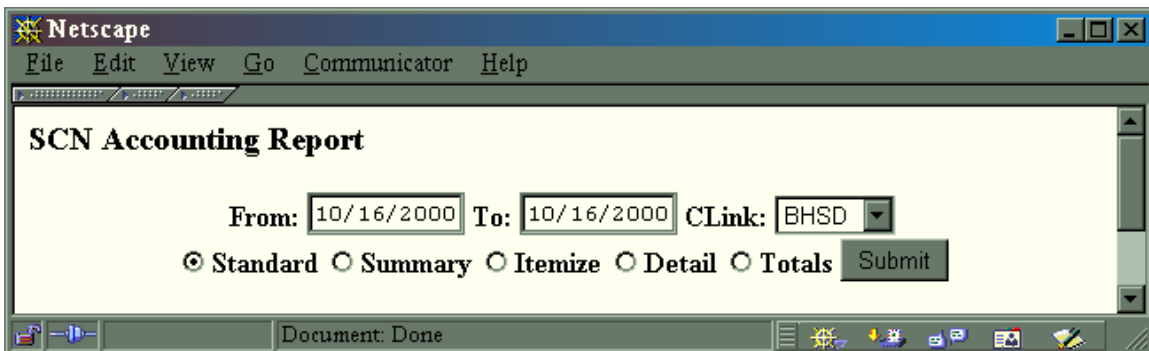 Netscape
File Edit View Go Communicator Help
SCN Accounting Report
From: 10/16/2000 To: 10/16/2000 CLink: BHSD
Standard Summary Itemize Detail Totals Submit
Document: Done